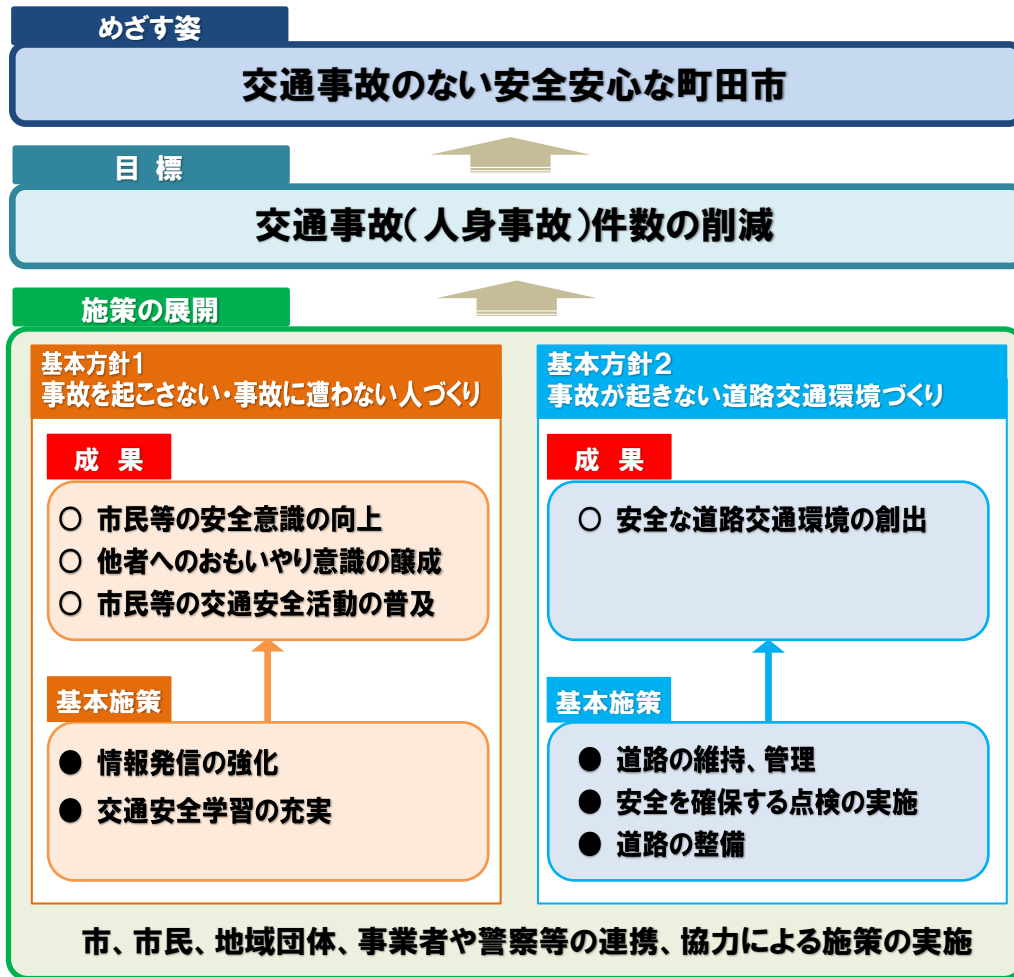 めざす姿
交通事故のない安全安心な町田市
目 標
交通事故(人身事故)件数の削減
施策の展開
基本方針1
事故を起こさない・事故に遭わない人づくり
成 果
○ 市民等の安全意識の向上
○ 他者へのおもいやり意識の醸成
○ 市民等の交通安全活動の普及
基本施策
● 情報発信の強化
● 交通安全学習の充実
基本方針2
事故が起きない道路交通環境づくり
成 果
○ 安全な道路交通環境の創出
基本施策
● 道路の維持、管理
● 安全を確保する点検の実施
● 道路の整備
市、市民、地域団体、事業者や警察等の連携、協力による施策の実施